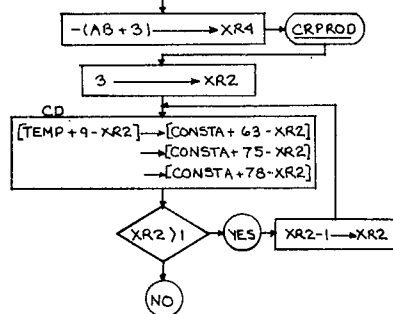 -(AB+3) → XR4
CRPROD
3 → XR2
CD
[TEMP+9-XR2] → [CONSTA+63-XR2]
→ [CONSTA+75-XR2]
→ [CONSTA+78-XR2]
XR2 > 1
YES
XR2-1 → XR2
NO